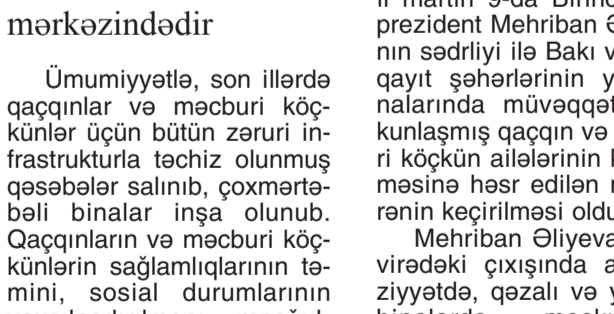 mərkəzindədir
Ümumiyyətlə, son illərdə
qaçqınlar və məcburi köç-
künlər üçün bütün zəruri in-
frastrukturla təchiz olunmuş
qəsəbələr salınıb, çoxmərtə-
bəli binalar inşa olunub.
Qaçqınların və məcburi köç-
künlərin sağlamlıqlarının tə-
mini, sosial durumlarının
prezident Mehriban
nın sədrliyi ilə Bakı
qayıt şəhərlərinin
nalarında
kunlaşmış qaçqın və
ri köçkün ailələrinin
məsinə həsr edilən
rənin keçirilməsi
Mehriban Əliyeva
virədəki çıxışında
ziyyətdə, qəzalı və